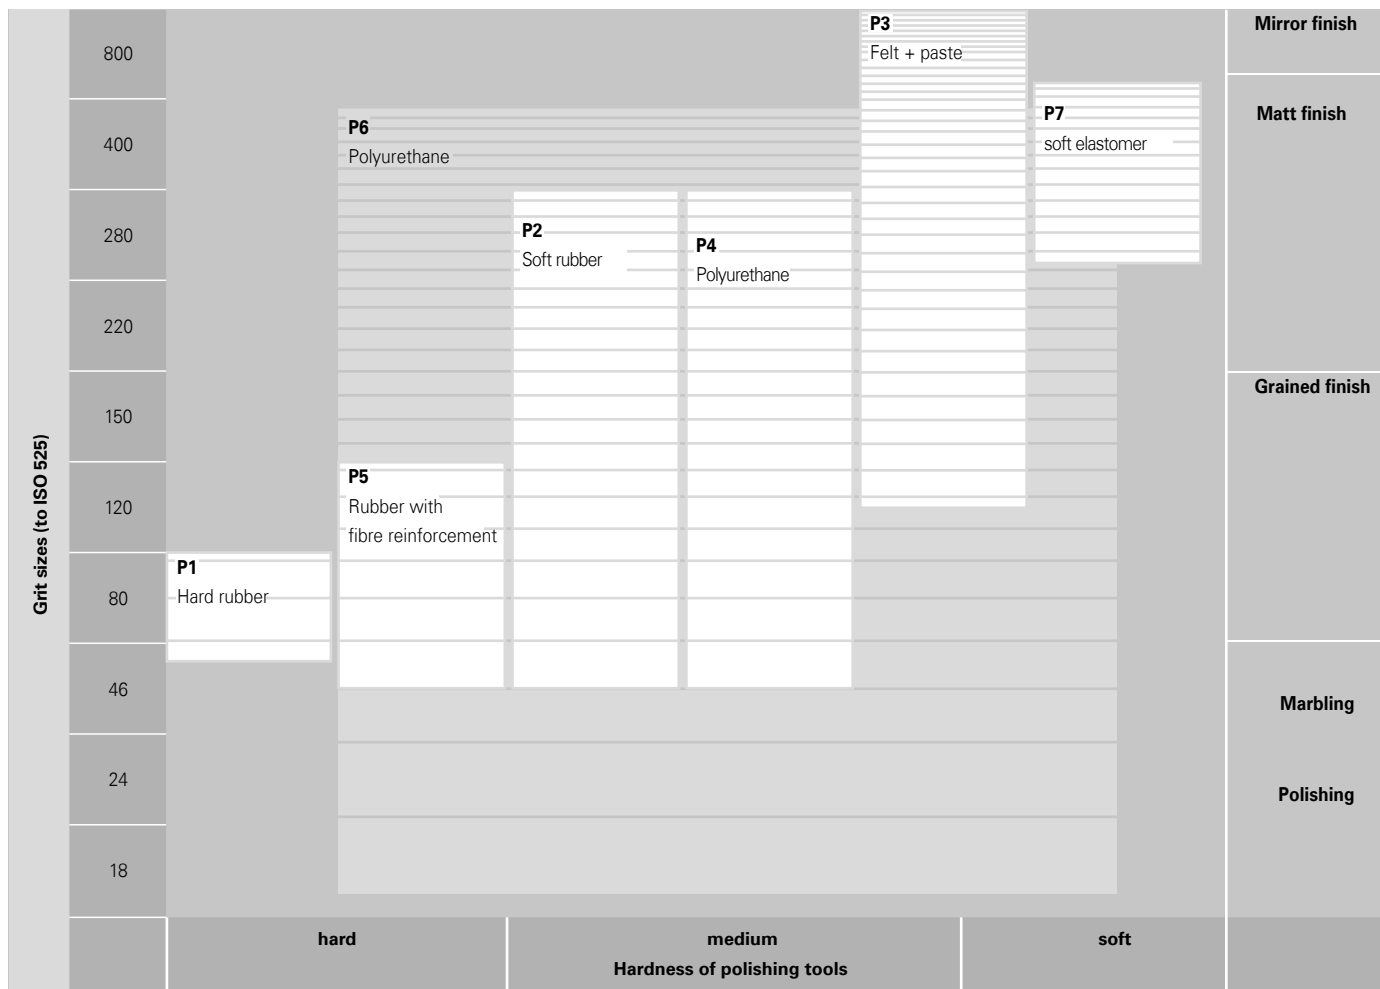 Grit sizes (to ISO 525)
800
400
280
220
150
120
80
46
24
18
P1
Hard rubber
P5
Rubber with
fibre reinforcement
P6
Polyurethane
P2
Soft rubber
P4
Polyurethane
P3
Felt + paste
P7
soft elastomer
Mirror finish
Matt finish
Grained finish
Marbling
Polishing
hard
medium
soft
Hardness of polishing tools